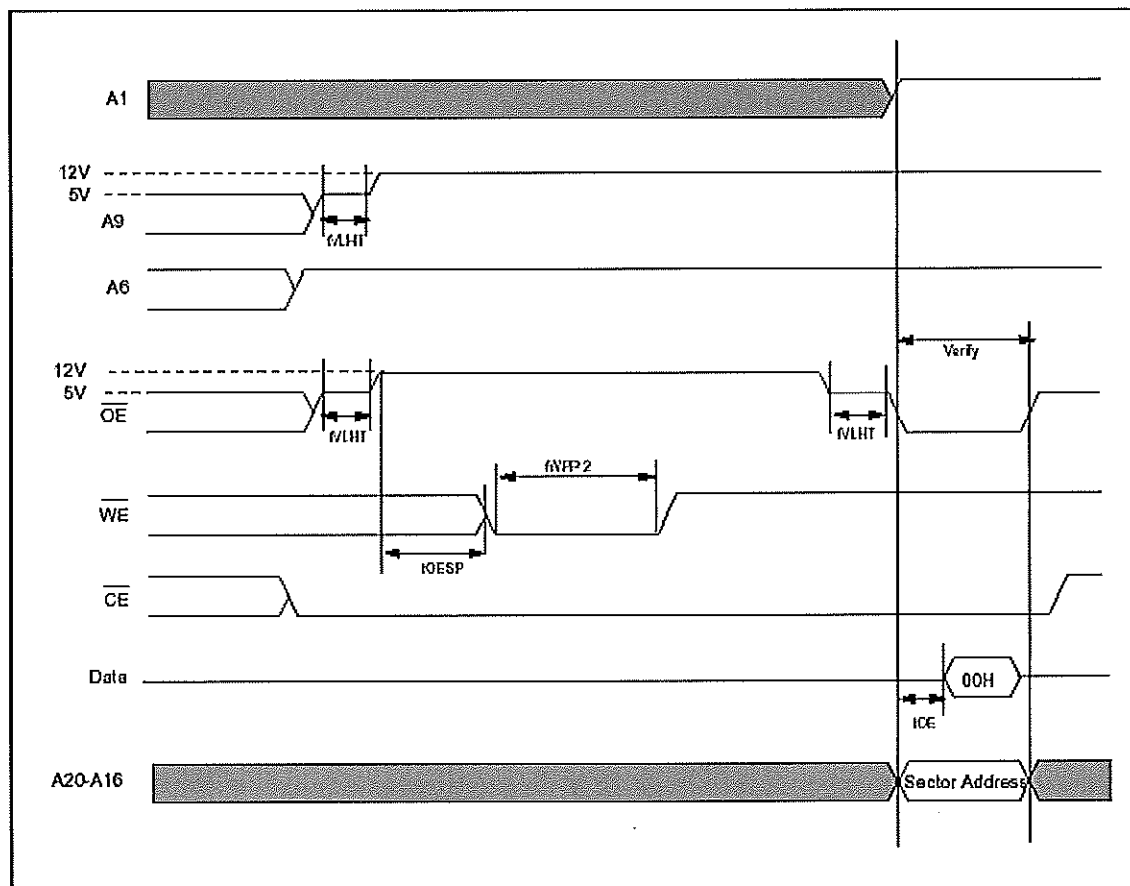 A1
12V
5V
A9
tVLHT
A6
Verify
12V
5V
OE
tVLHT
tVLHT
tWPP 2
WE
tOESP
CE
Data
00H
tOE
A20-A16
Sector Address